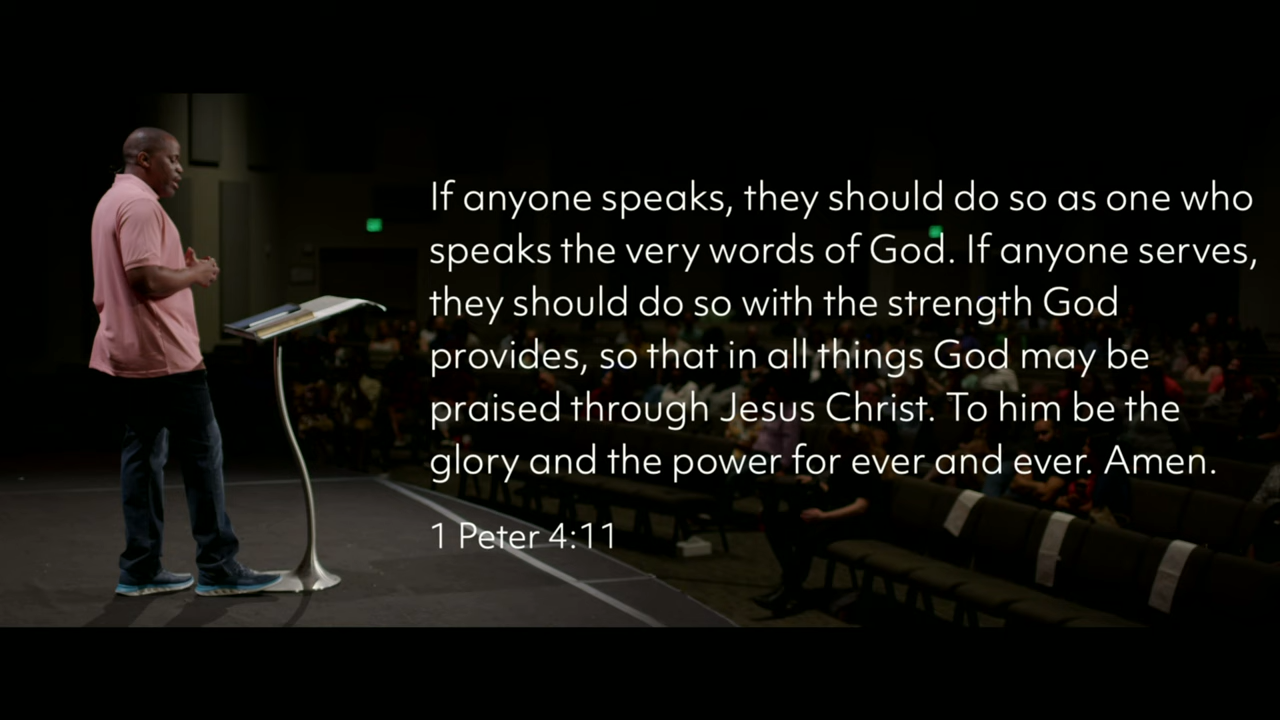 If anyone speaks, they should do so as one who
speaks the very words of God. If anyone serves,
they should do so with the strength God
provides, so that in all things God may be
praised through Jesus Christ. To him be the
glory and the power for ever and ever. Amen.
1 Peter 4:11